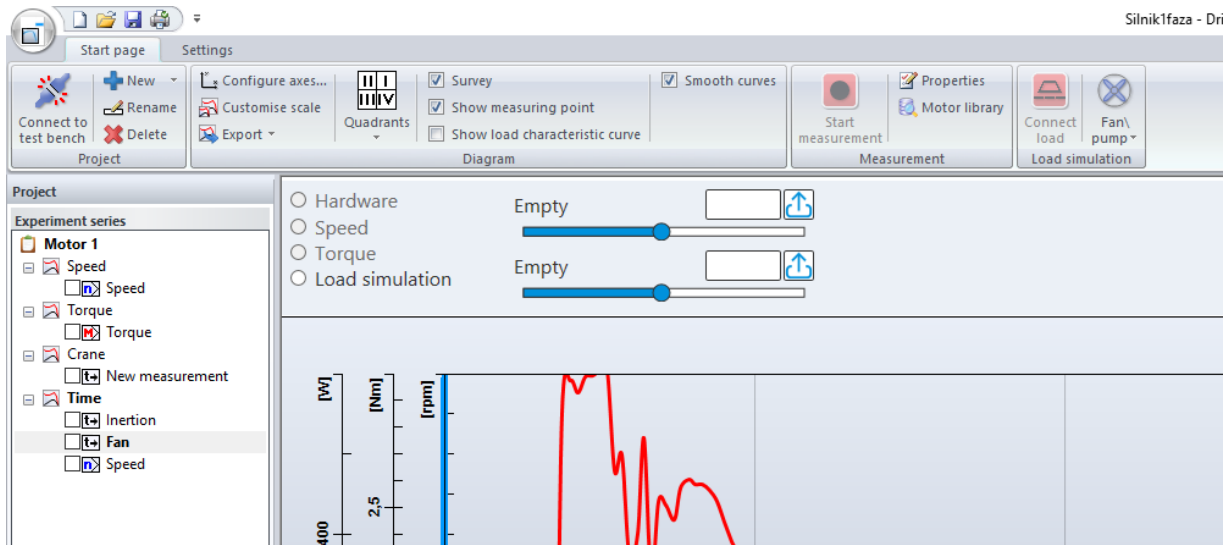 Silnik1faza - Dri
Start page Settings
Connect to test bench
New
Rename
Delete
Project
Configure axes...
Customise scale
Export
Quadrants
II I
III IV
Survey
Show measuring point
Show load characteristic curve
Smooth curves
Diagram
Start measurement
Properties
Motor library
Measurement
Connect load
Fan\ pump
Load simulation
Project
Experiment series
Motor 1
Speed
n Speed
Torque
M Torque
Crane
t New measurement
Time
t Inertion
t Fan
n Speed
Hardware
Speed
Torque
Load simulation
Empty
Empty
[W] [Nm] [rpm]
2,5
400